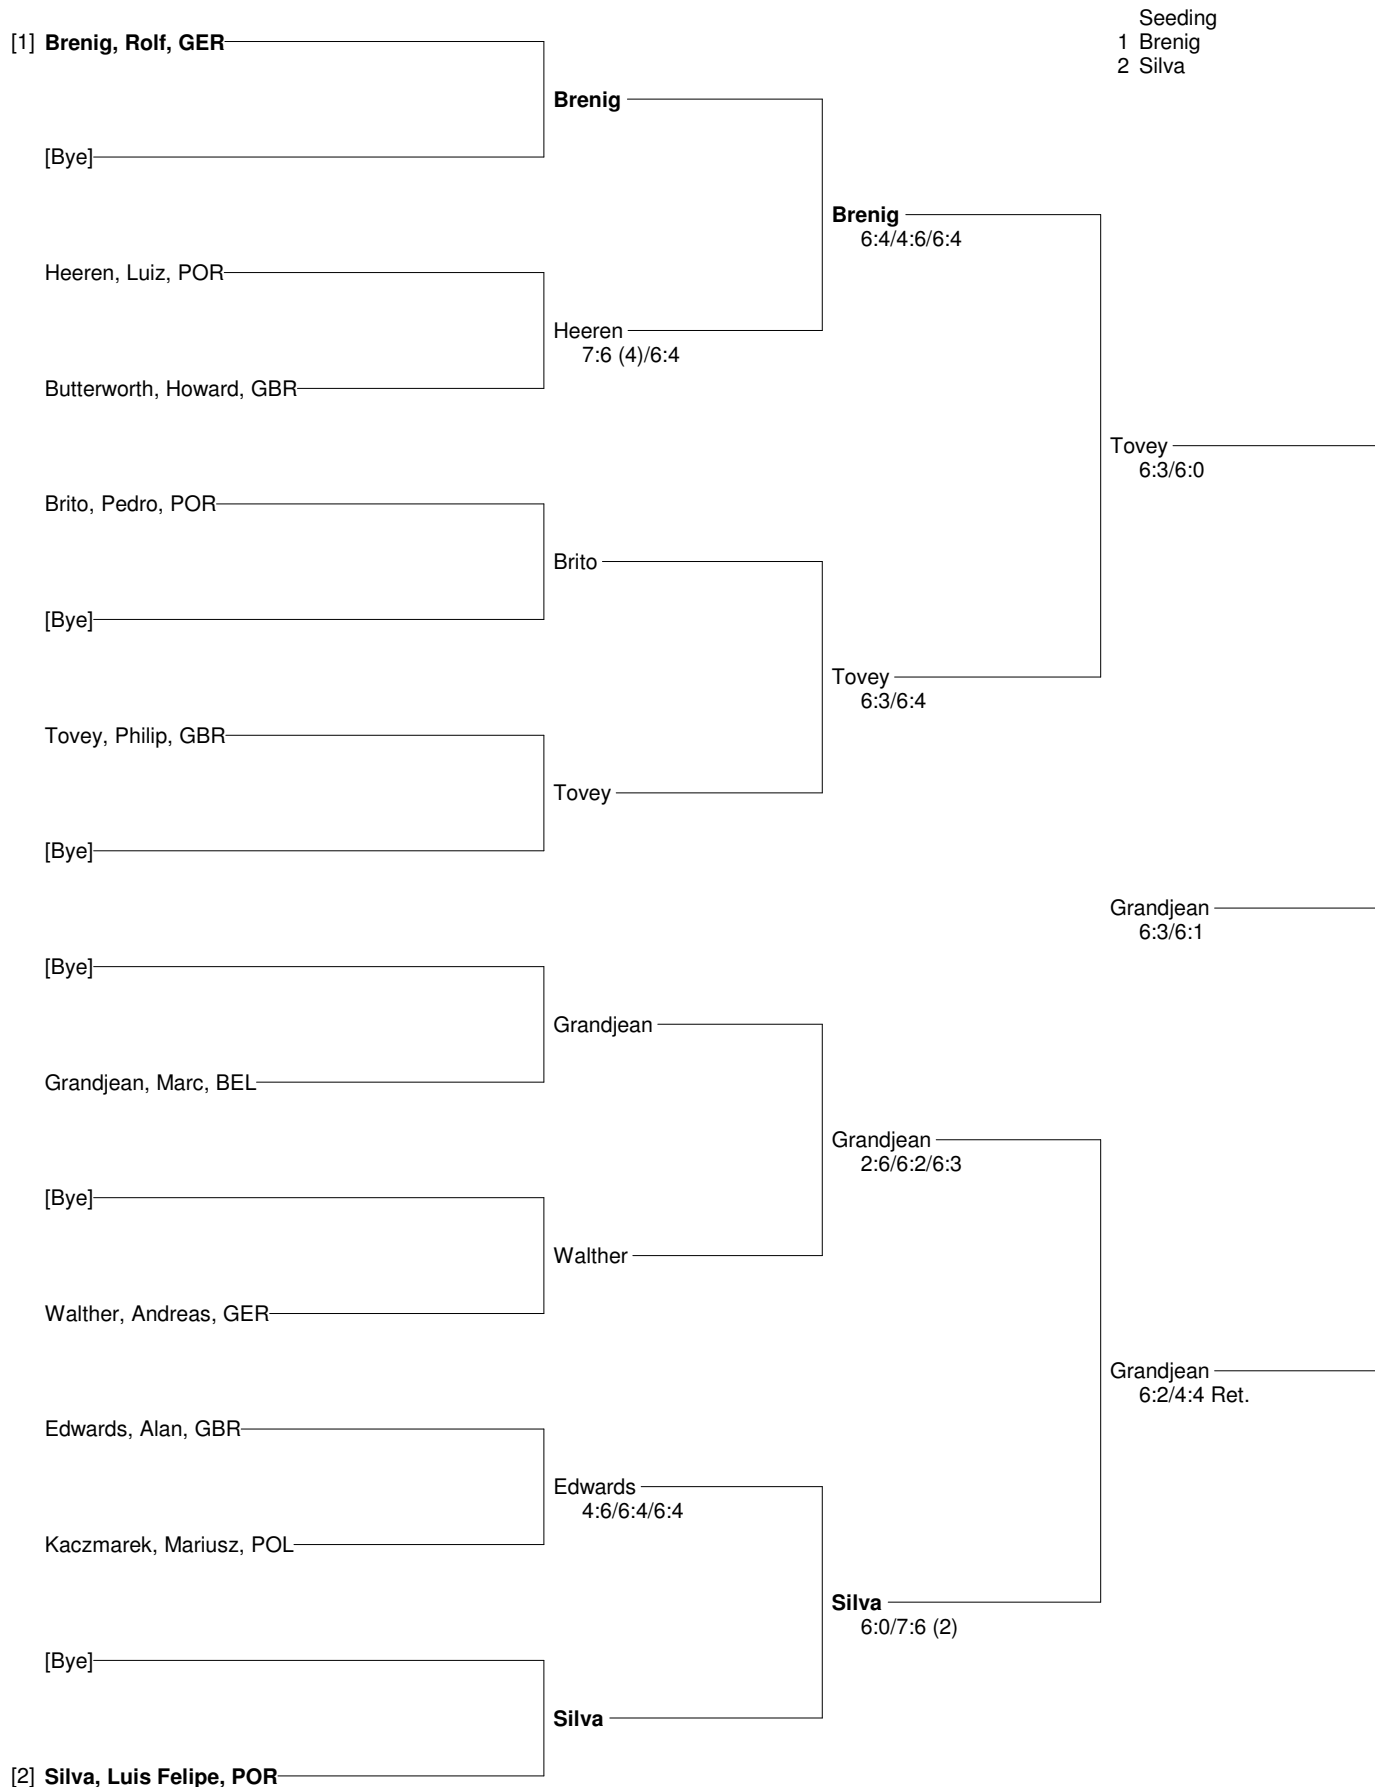 Seeding
1 Brenig
2 Silva
[1] Brenig, Rolf, GER
Brenig
[Bye]
Brenig
6:4/4:6/6:4
Heeren, Luiz, POR
Heeren
7:6 (4)/6:4
Butterworth, Howard, GBR
Tovey
6:3/6:0
Brito, Pedro, POR
Brito
[Bye]
Tovey
6:3/6:4
Tovey, Philip, GBR
Tovey
[Bye]
Grandjean
6:3/6:1
[Bye]
Grandjean
Grandjean, Marc, BEL
Grandjean
2:6/6:2/6:3
[Bye]
Walther
Walther, Andreas, GER
Grandjean
6:2/4:4 Ret.
Edwards, Alan, GBR
Edwards
4:6/6:4/6:4
Kaczmarek, Mariusz, POL
Silva
6:0/7:6 (2)
[Bye]
Silva
[2] Silva, Luis Felipe, POR